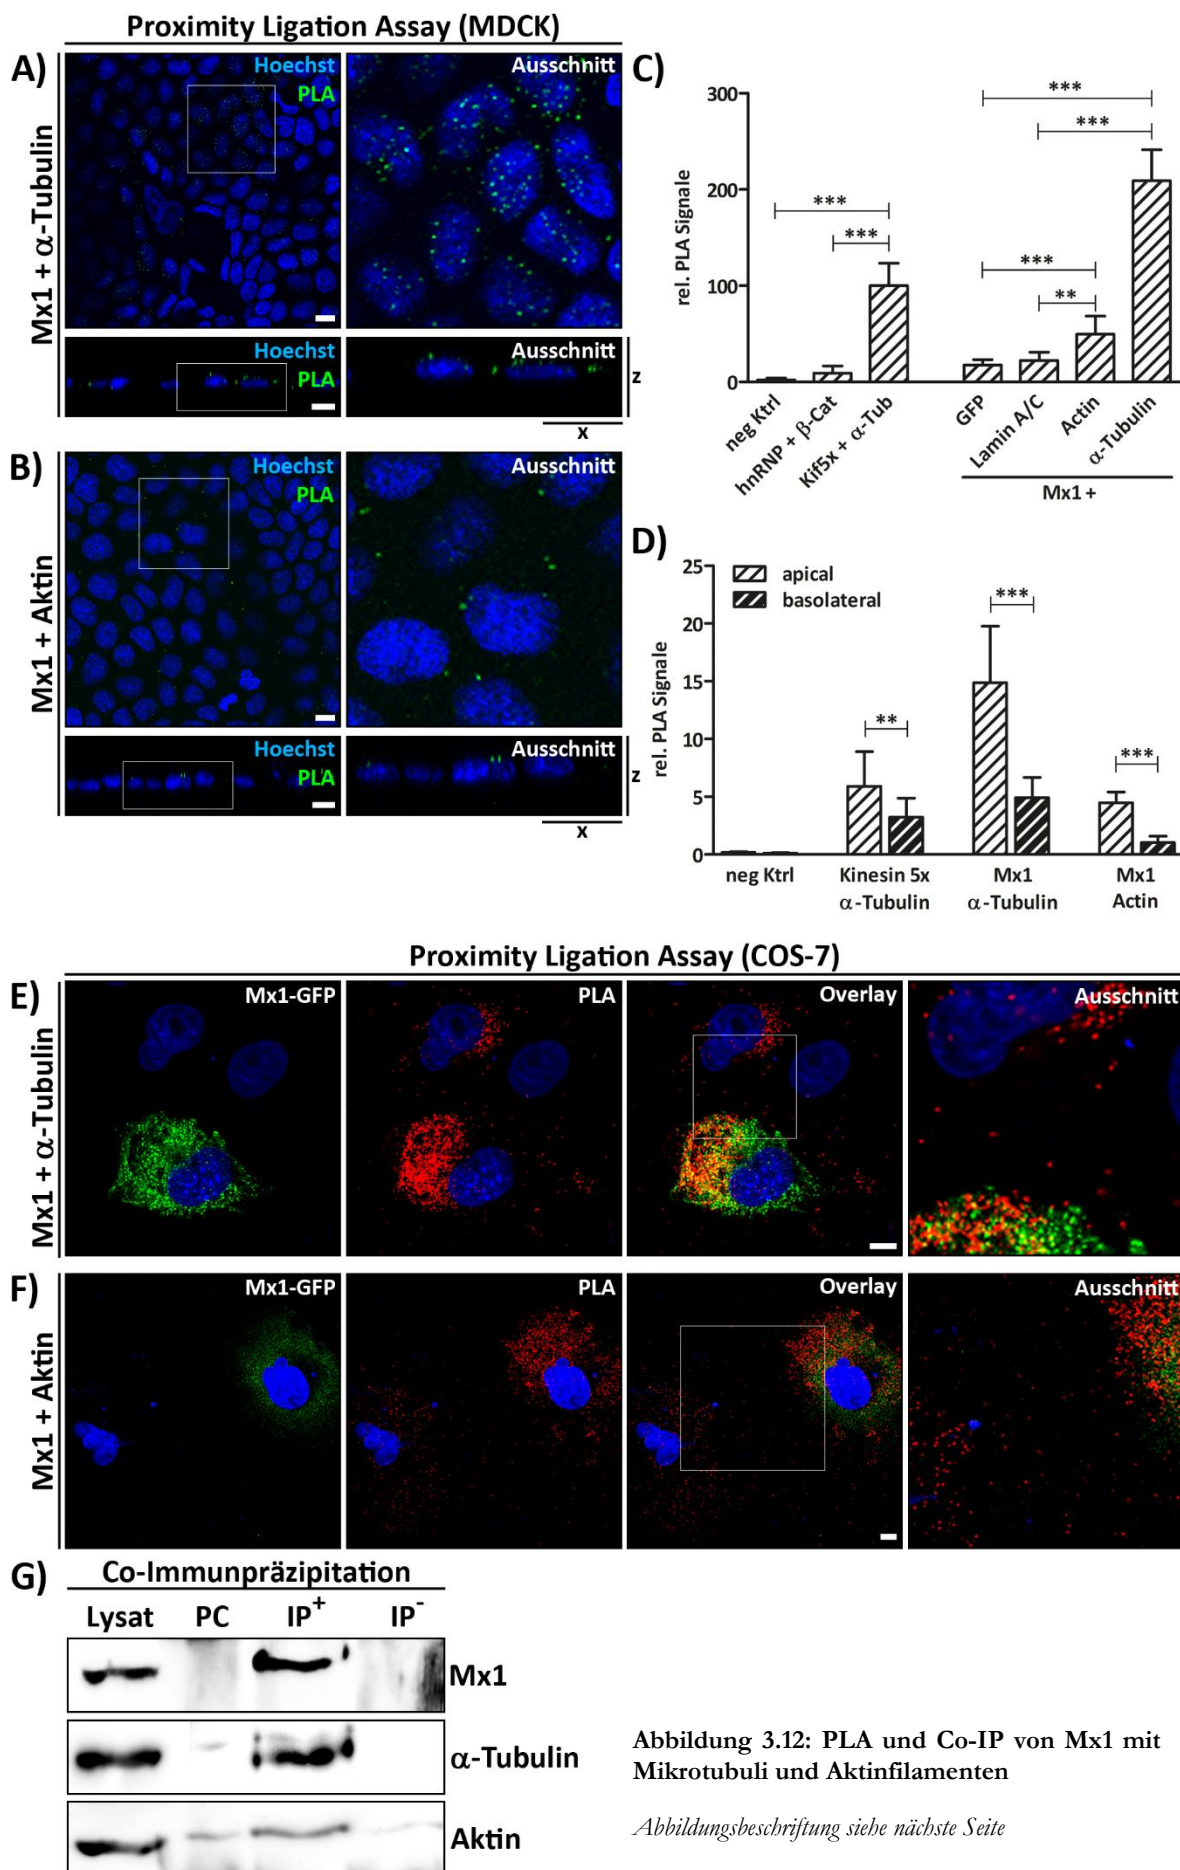 Proximity Ligation Assay (MDCK)
A)
Mx1 + α-Tubulin
Hoechst
PLA
Ausschnitt
Hoechst
PLA
Ausschnitt
z
x
B)
Mx1 + Aktin
Hoechst
PLA
Ausschnitt
Hoechst
PLA
Ausschnitt
z
x
C)
rel. PLA Signale
300
200
100
0
***
***
***
***
***
**
neg Ktrl
hnRNP + β-Cat
Kif5x + α-Tub
GFP
Lamin A/C
Actin
α-Tubulin
Mx1 +
D)
rel. PLA Signale
25
20
15
10
5
0
apical
basolateral
**
***
***
neg Ktrl
Kinesin 5x
α-Tubulin
Mx1
α-Tubulin
Mx1
Actin
Proximity Ligation Assay (COS-7)
E)
Mx1 + α-Tubulin
Mx1-GFP
PLA
Overlay
Ausschnitt
F)
Mx1 + Aktin
Mx1-GFP
PLA
Overlay
Ausschnitt
G)
Co-Immunpräzipitation
Lysat PC IP⁺ IP⁻
Mx1
α-Tubulin
Aktin
Abbildung 3.12: PLA und Co-IP von Mx1 mit
Mikrotubuli und Aktinfilamenten
Abbildungsbeschriftung siehe nächste Seite